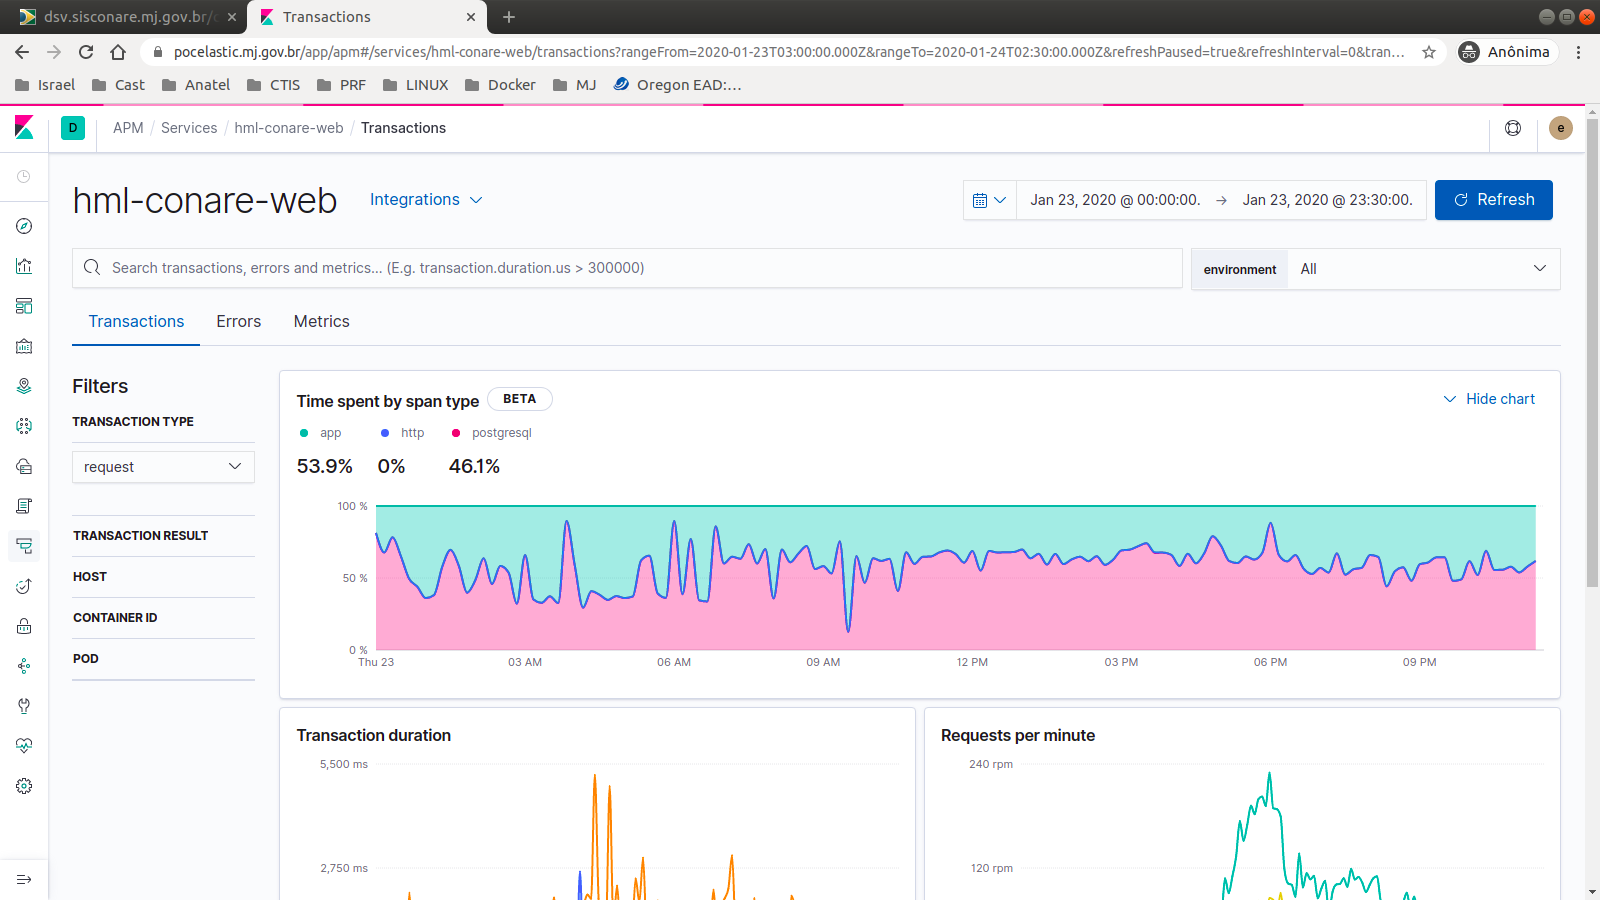 dsv.sisconare.mj.gov.br/
Transactions
pocelastic.mj.gov.br/app/apm#/services/hml-conare-web/transactions?rangeFrom=2020-01-23T03:00:00.000Z&rangeTo=2020-01-24T02:30:00.000Z&refreshPaused=true&refreshInterval=0&tran...
Anônima
Israel Cast Anatel CTIS PRF LINUX Docker MJ Oregon EAD:...
D APM / Services / hml-conare-web / Transactions e
hml-conare-web Integrations Jan 23, 2020 @ 00:00:00. → Jan 23, 2020 @ 23:30:00. Refresh
Search transactions, errors and metrics... (E.g. transaction.duration.us > 300000) environment All
Transactions Errors Metrics
Filters
TRANSACTION TYPE
request
TRANSACTION RESULT
HOST
CONTAINER ID
POD
Time spent by span type BETA Hide chart
app http postgresql
53.9% 0% 46.1%
100 %
50 %
0 %
Thu 23 03 AM 06 AM 09 AM 12 PM 03 PM 06 PM 09 PM
Transaction duration
5,500 ms
2,750 ms
Requests per minute
240 rpm
120 rpm